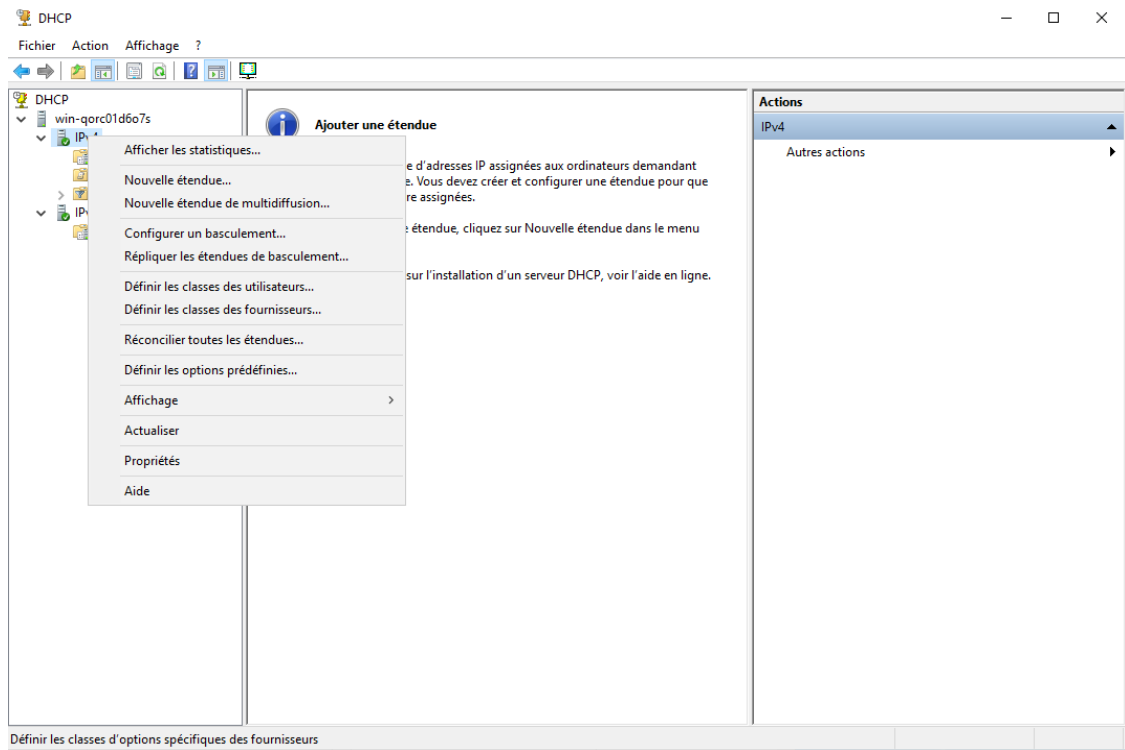 DHCP
Fichier Action Affichage ?
DHCP
win-qorc01d6o7s
IPv4
Afficher les statistiques...
Nouvelle étendue...
Nouvelle étendue de multidiffusion...
Configurer un basculement...
Répliquer les étendues de basculement...
Définir les classes des utilisateurs...
Définir les classes des fournisseurs...
Réconcilier toutes les étendues...
Définir les options prédéfinies...
Affichage
Actualiser
Propriétés
Aide
Ajouter une étendue
e d'adresses IP assignées aux ordinateurs demandant
e. Vous devez créer et configurer une étendue pour que
re assignées.
étendue, cliquez sur Nouvelle étendue dans le menu
sur l'installation d'un serveur DHCP, voir l'aide en ligne.
Actions
IPv4
Autres actions
Définir les classes d'options spécifiques des fournisseurs